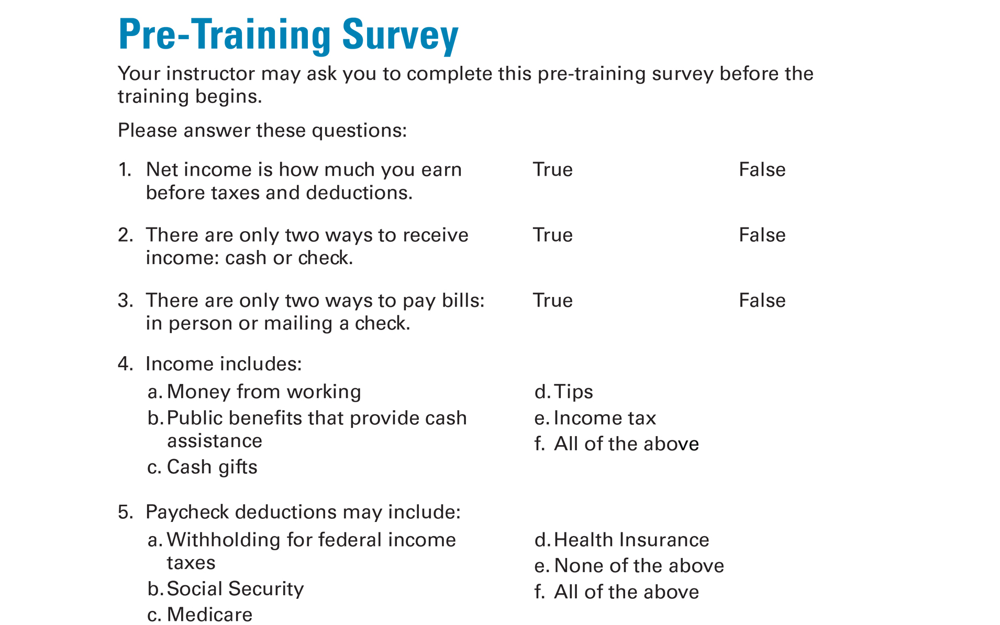 Pre-Training Survey
Your instructor may ask you to complete this pre-training survey before the
training begins.
Please answer these questions:
1. Net income is how much you earn before taxes and deductions. True False
2. There are only two ways to receive income: cash or check. True False
3. There are only two ways to pay bills: in person or mailing a check. True False
4. Income includes:
a. Money from working
b. Public benefits that provide cash
assistance
c. Cash gifts
d. Tips
e. Income tax
f. All of the above
5. Paycheck deductions may include:
a. Withholding for federal income
taxes
b. Social Security
c. Medicare
d. Health Insurance
e. None of the above
f. All of the above